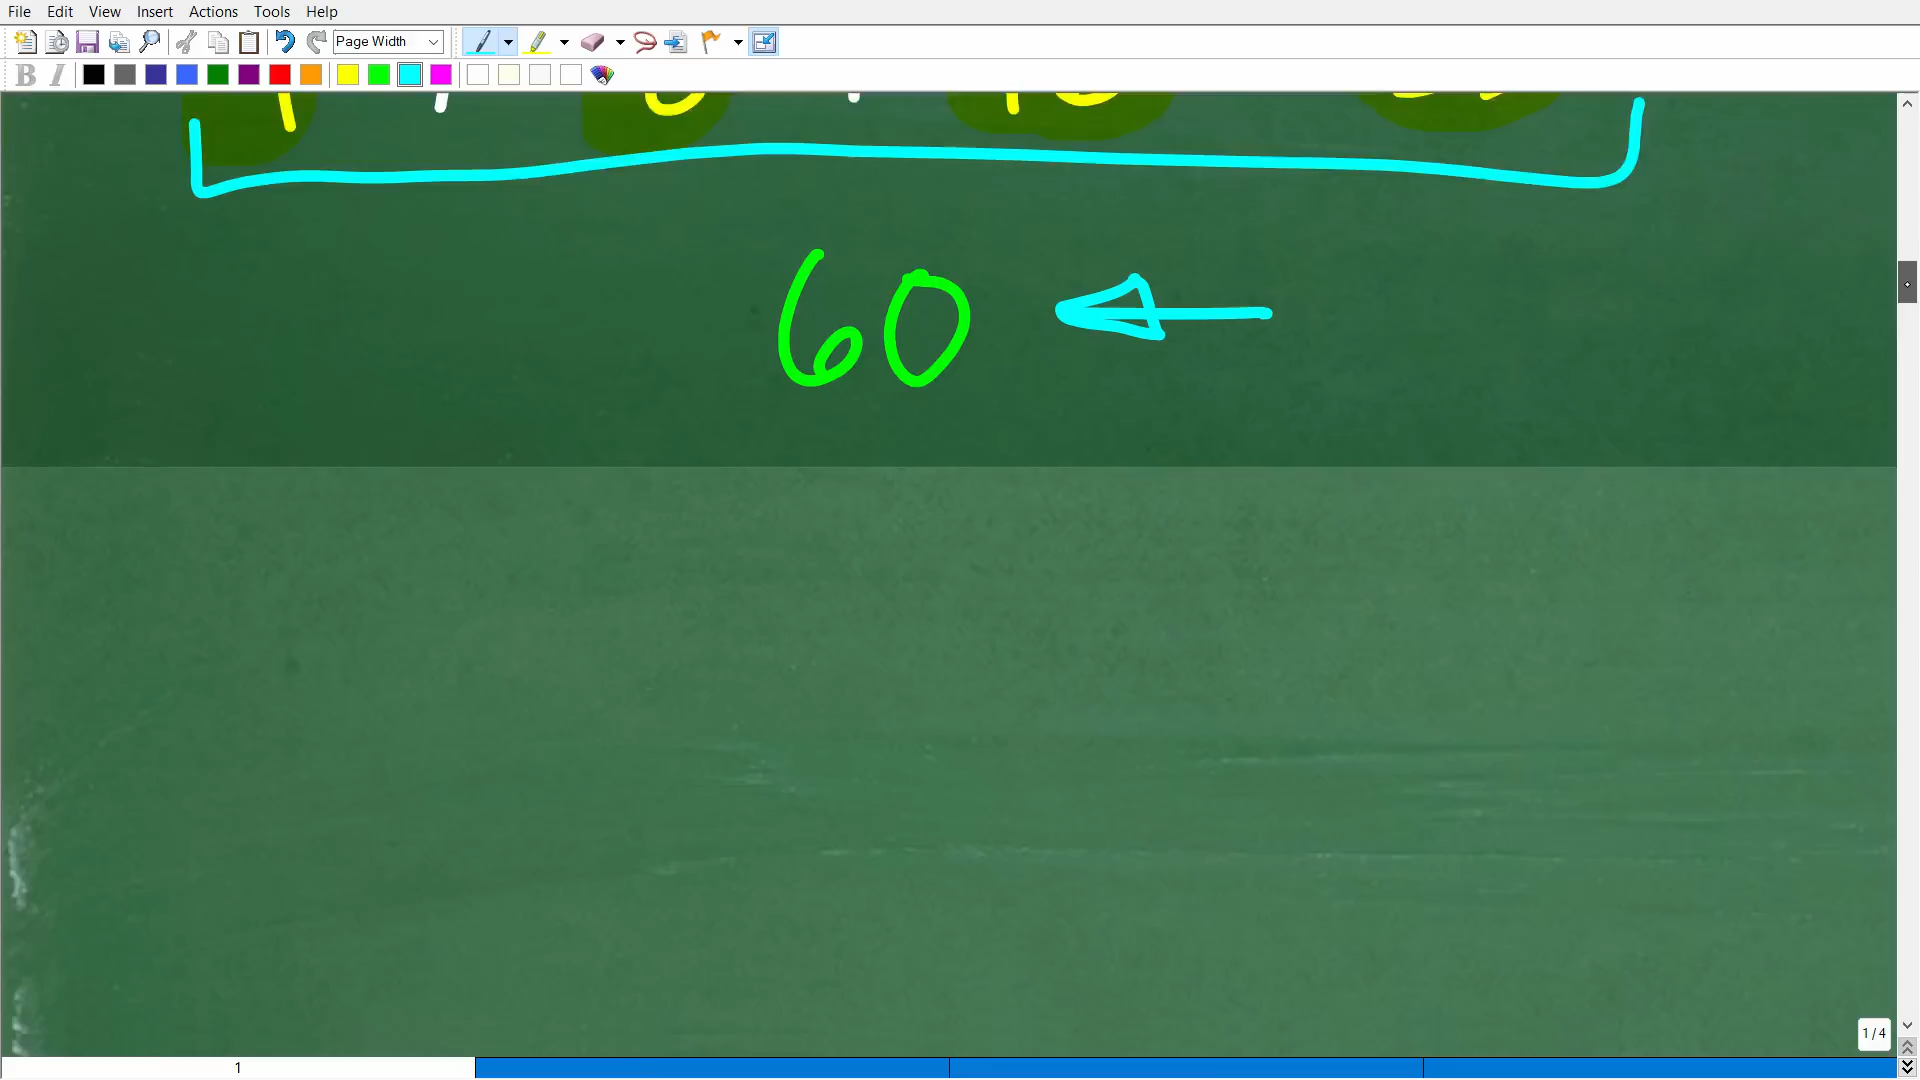 File Edit View Insert Actions Tools Help
Page Width
B I
60
1 / 4
1